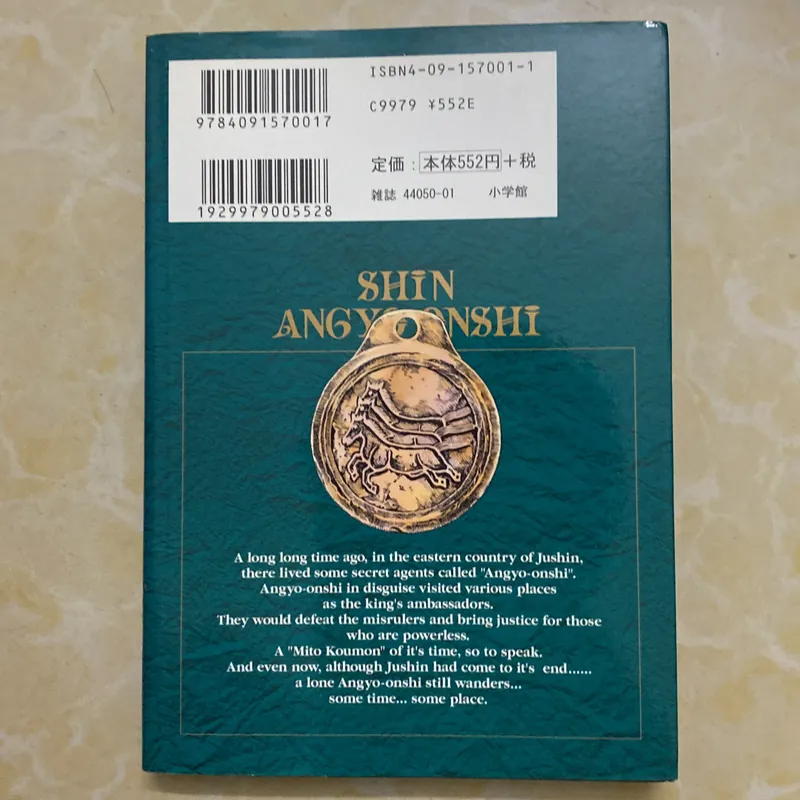 ISBN4-09-157001-1
C9979 ¥552E
9784091570017
定価：本体552円＋税
雑誌 44050-01 小学館
1929979005528
SHIN
ANGYO-ONSHI
A long long time ago, in the eastern country of Jushin,
there lived some secret agents called "Angyo-onshi".
Angyo-onshi in disguise visited various places
as the king's ambassadors.
They would defeat the misrulers and bring justice for those
who are powerless.
A "Mito Koumon" of it's time, so to speak.
And even now, although Jushin had come to it's end......
a lone Angyo-onshi still wanders...
some time... some place.